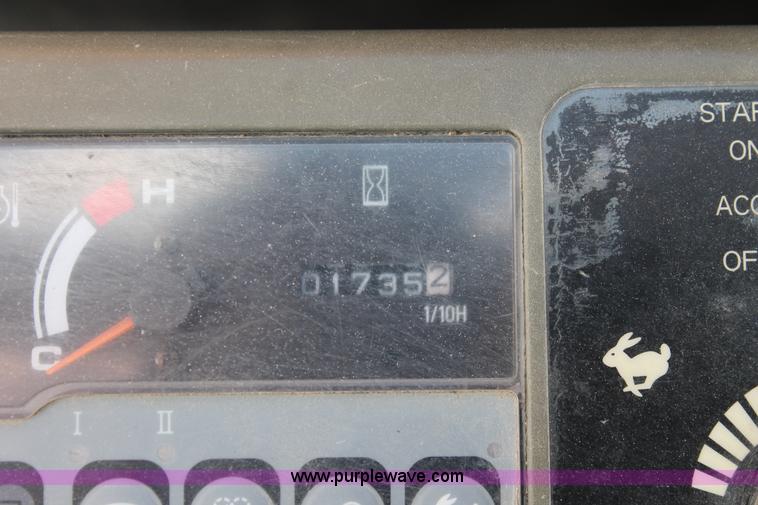 H
017352
1/10H
C
I II
STAR
ON
ACC
OF
www.purplewave.com